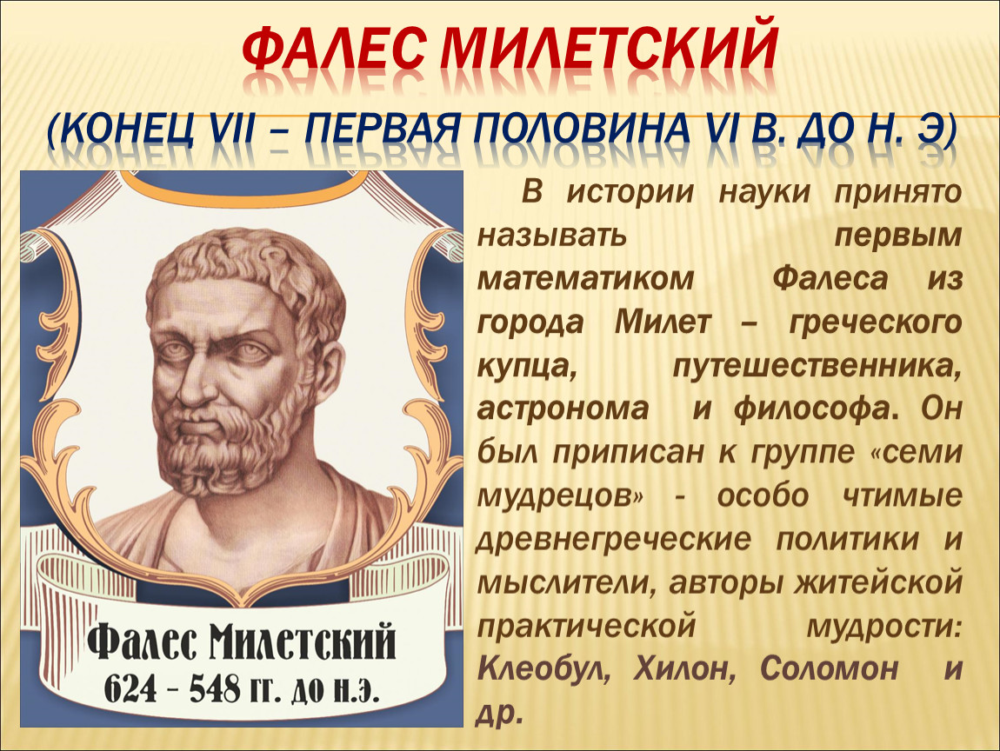 ФАЛЕС МИЛЕТСКИЙ
(КОНЕЦ VII – ПЕРВАЯ ПОЛОВИНА VI В. ДО Н. Э)
В истории науки принято
называть первым
математиком Фалеса из
города Милет – греческого
купца, путешественника,
астронома и философа. Он
был приписан к группе «семи
мудрецов» - особо чтимые
древнегреческие политики и
мыслители, авторы житейской
практической мудрости:
Клеобул, Хилон, Соломон и
др.
Фалес Милетский
624 - 548 гг. до н.э.